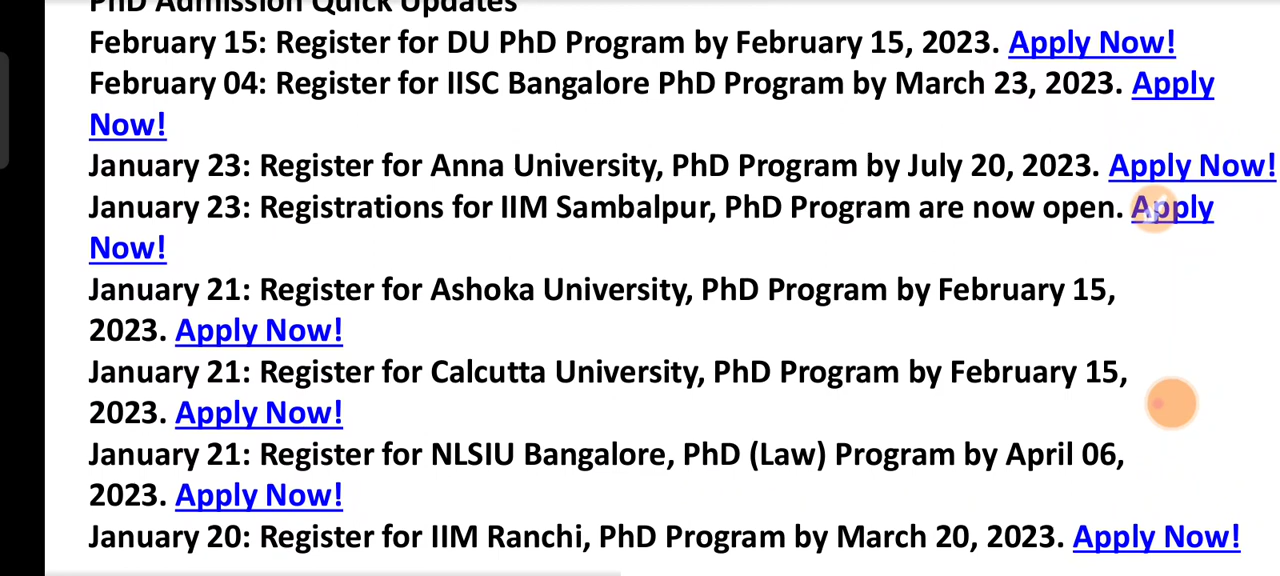 PhD Admission Quick Updates
February 15: Register for DU PhD Program by February 15, 2023. Apply Now!
February 04: Register for IISC Bangalore PhD Program by March 23, 2023. Apply
Now!
January 23: Register for Anna University, PhD Program by July 20, 2023. Apply Now!
January 23: Registrations for IIM Sambalpur, PhD Program are now open. Apply
Now!
January 21: Register for Ashoka University, PhD Program by February 15,
2023. Apply Now!
January 21: Register for Calcutta University, PhD Program by February 15,
2023. Apply Now!
January 21: Register for NLSIU Bangalore, PhD (Law) Program by April 06,
2023. Apply Now!
January 20: Register for IIM Ranchi, PhD Program by March 20, 2023. Apply Now!